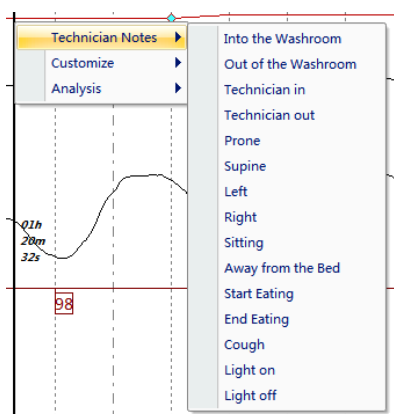 Technician Notes
Customize
Analysis
Into the Washroom
Out of the Washroom
Technician in
Technician out
Prone
Supine
Left
Right
Sitting
Away from the Bed
Start Eating
End Eating
Cough
Light on
Light off
01h
20m
32s
98